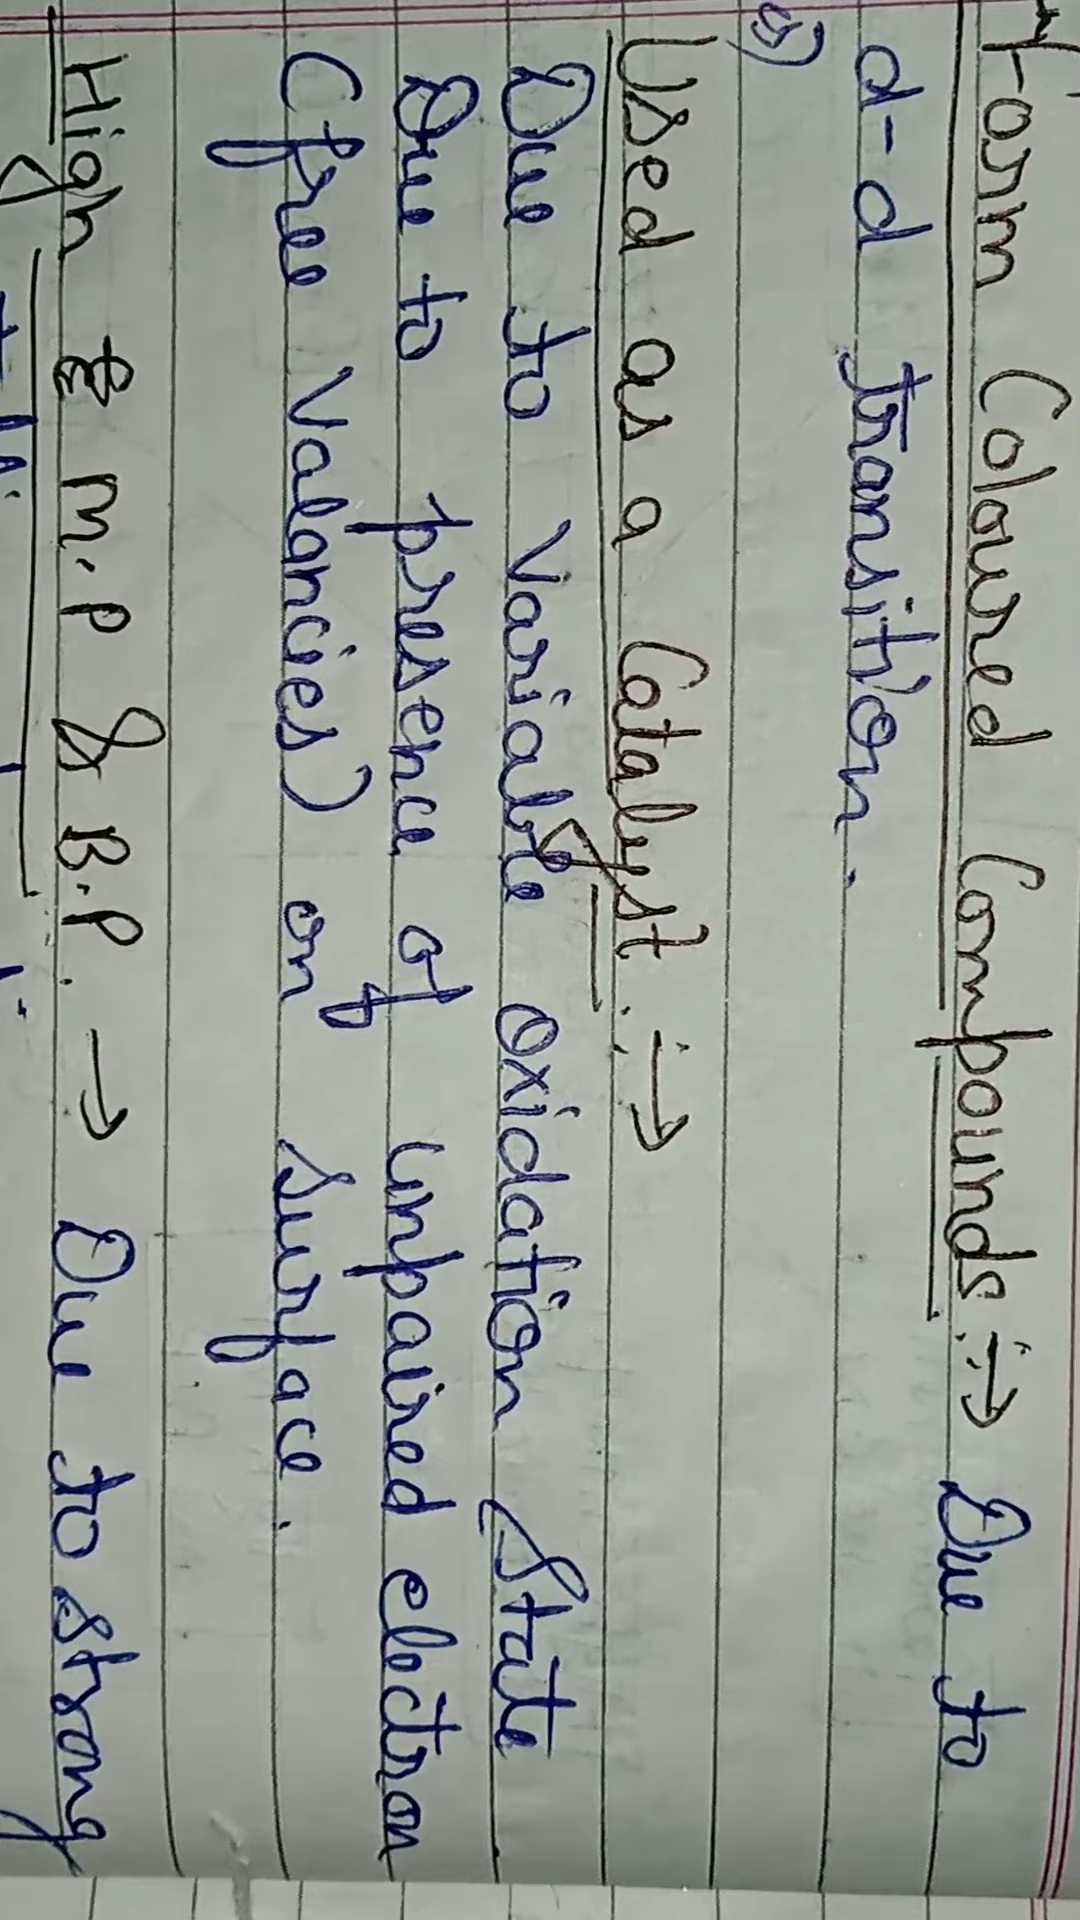 Form Coloured Compounds :→ Due to
d-d transition.
Used as a Catalyst :→
Due to Variable oxidation State
Due to presence of unpaired electron
(free Valancies) on surface.
High & m.p & B.P. → Due to strong